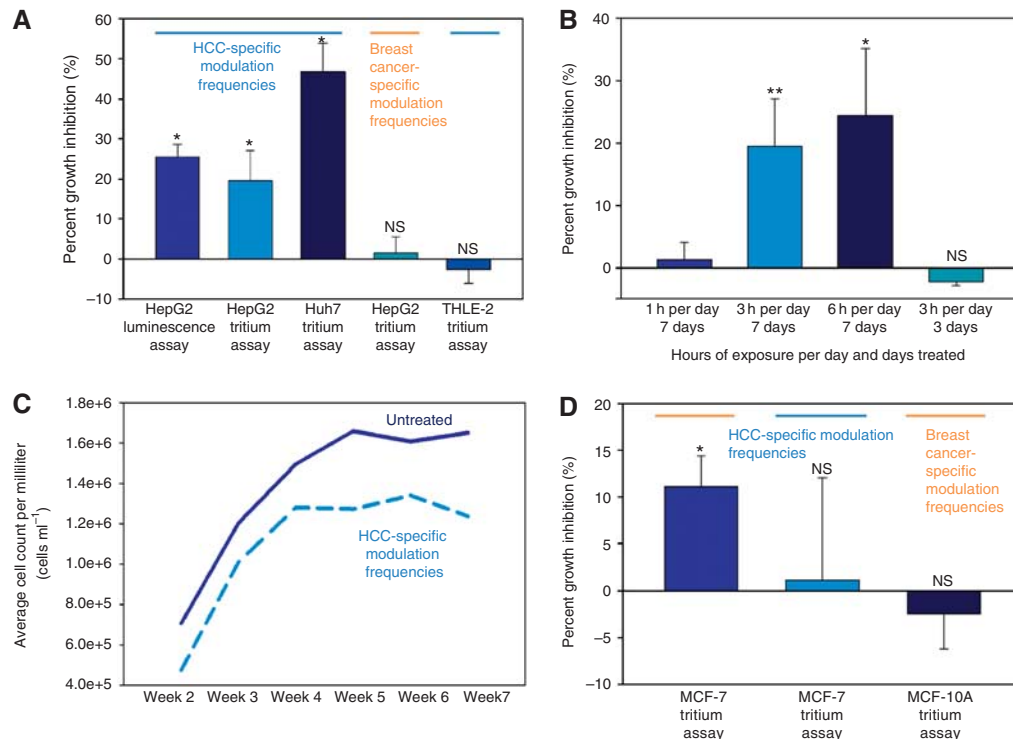 A
Percent growth inhibition (%)
60
50
40
30
20
10
0
–10
HCC-specific
modulation
frequencies
Breast
cancer-
specific
modulation
frequencies
*
*
*
NS
NS
HepG2
luminescence
assay
HepG2
tritium
assay
Huh7
tritium
assay
HepG2
tritium
assay
THLE-2
tritium
assay
B
Percent growth inhibition (%)
40
30
20
10
0
**
*
NS
1 h per day
7 days
3 h per day
7 days
6 h per day
7 days
3 h per day
3 days
Hours of exposure per day and days treated
C
Average cell count per milliliter
(cells ml⁻¹)
1.8e+6
1.6e+6
1.4e+6
1.2e+6
1.0e+6
8.0e+5
6.0e+5
4.0e+5
Untreated
HCC-specific
modulation
frequencies
Week 2 Week 3 Week 4 Week 5 Week 6 Week7
D
Percent growth inhibition (%)
20
15
10
5
0
–5
–10
HCC-specific modulation
frequencies
Breast
cancer-
specific
modulation
frequencies
*
NS
NS
MCF-7
tritium
assay
MCF-7
tritium
assay
MCF-10A
tritium
assay